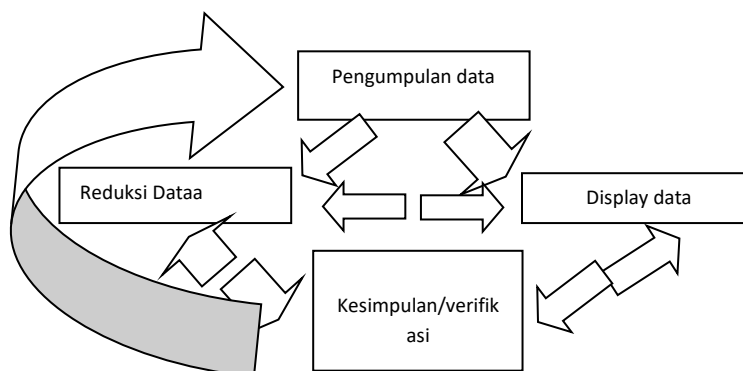 Pengumpulan data
Reduksi Dataa
Display data
Kesimpulan/verifik
asi